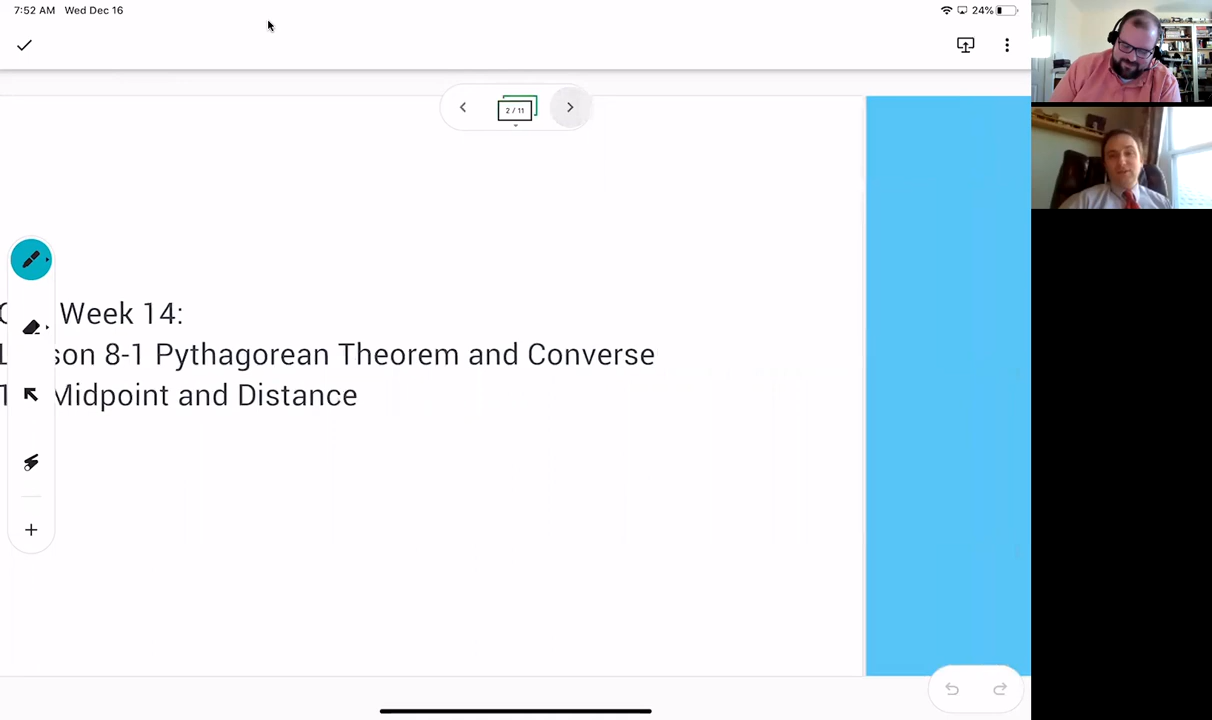 7:52 AM Wed Dec 16
24%
2 / 11
Week 14:
son 8-1 Pythagorean Theorem and Converse
Midpoint and Distance